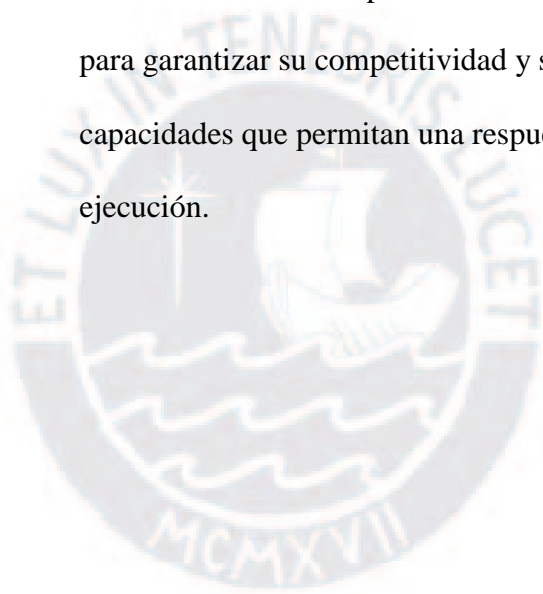 para garantizar su competitividad y s
capacidades que permitan una
ejecución.
ET LUX IN TENEBRIS LUCET
MCMXVII